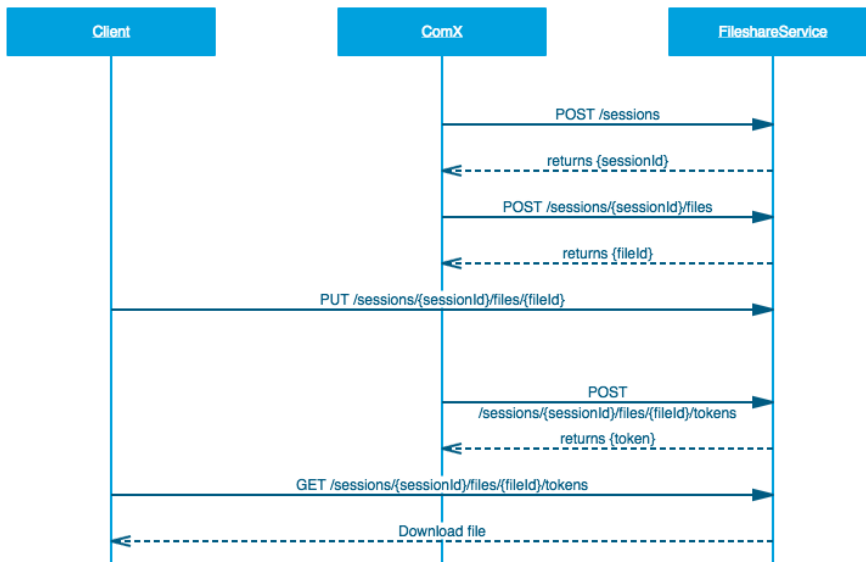 Client
ComX
FileshareService
POST /sessions
returns {sessionId}
POST /sessions/{sessionId}/files
returns {fileId}
PUT /sessions/{sessionId}/files/{fileId}
POST
/sessions/{sessionId}/files/{fileId}/tokens
returns {token}
GET /sessions/{sessionId}/files/{fileId}/tokens
Download file